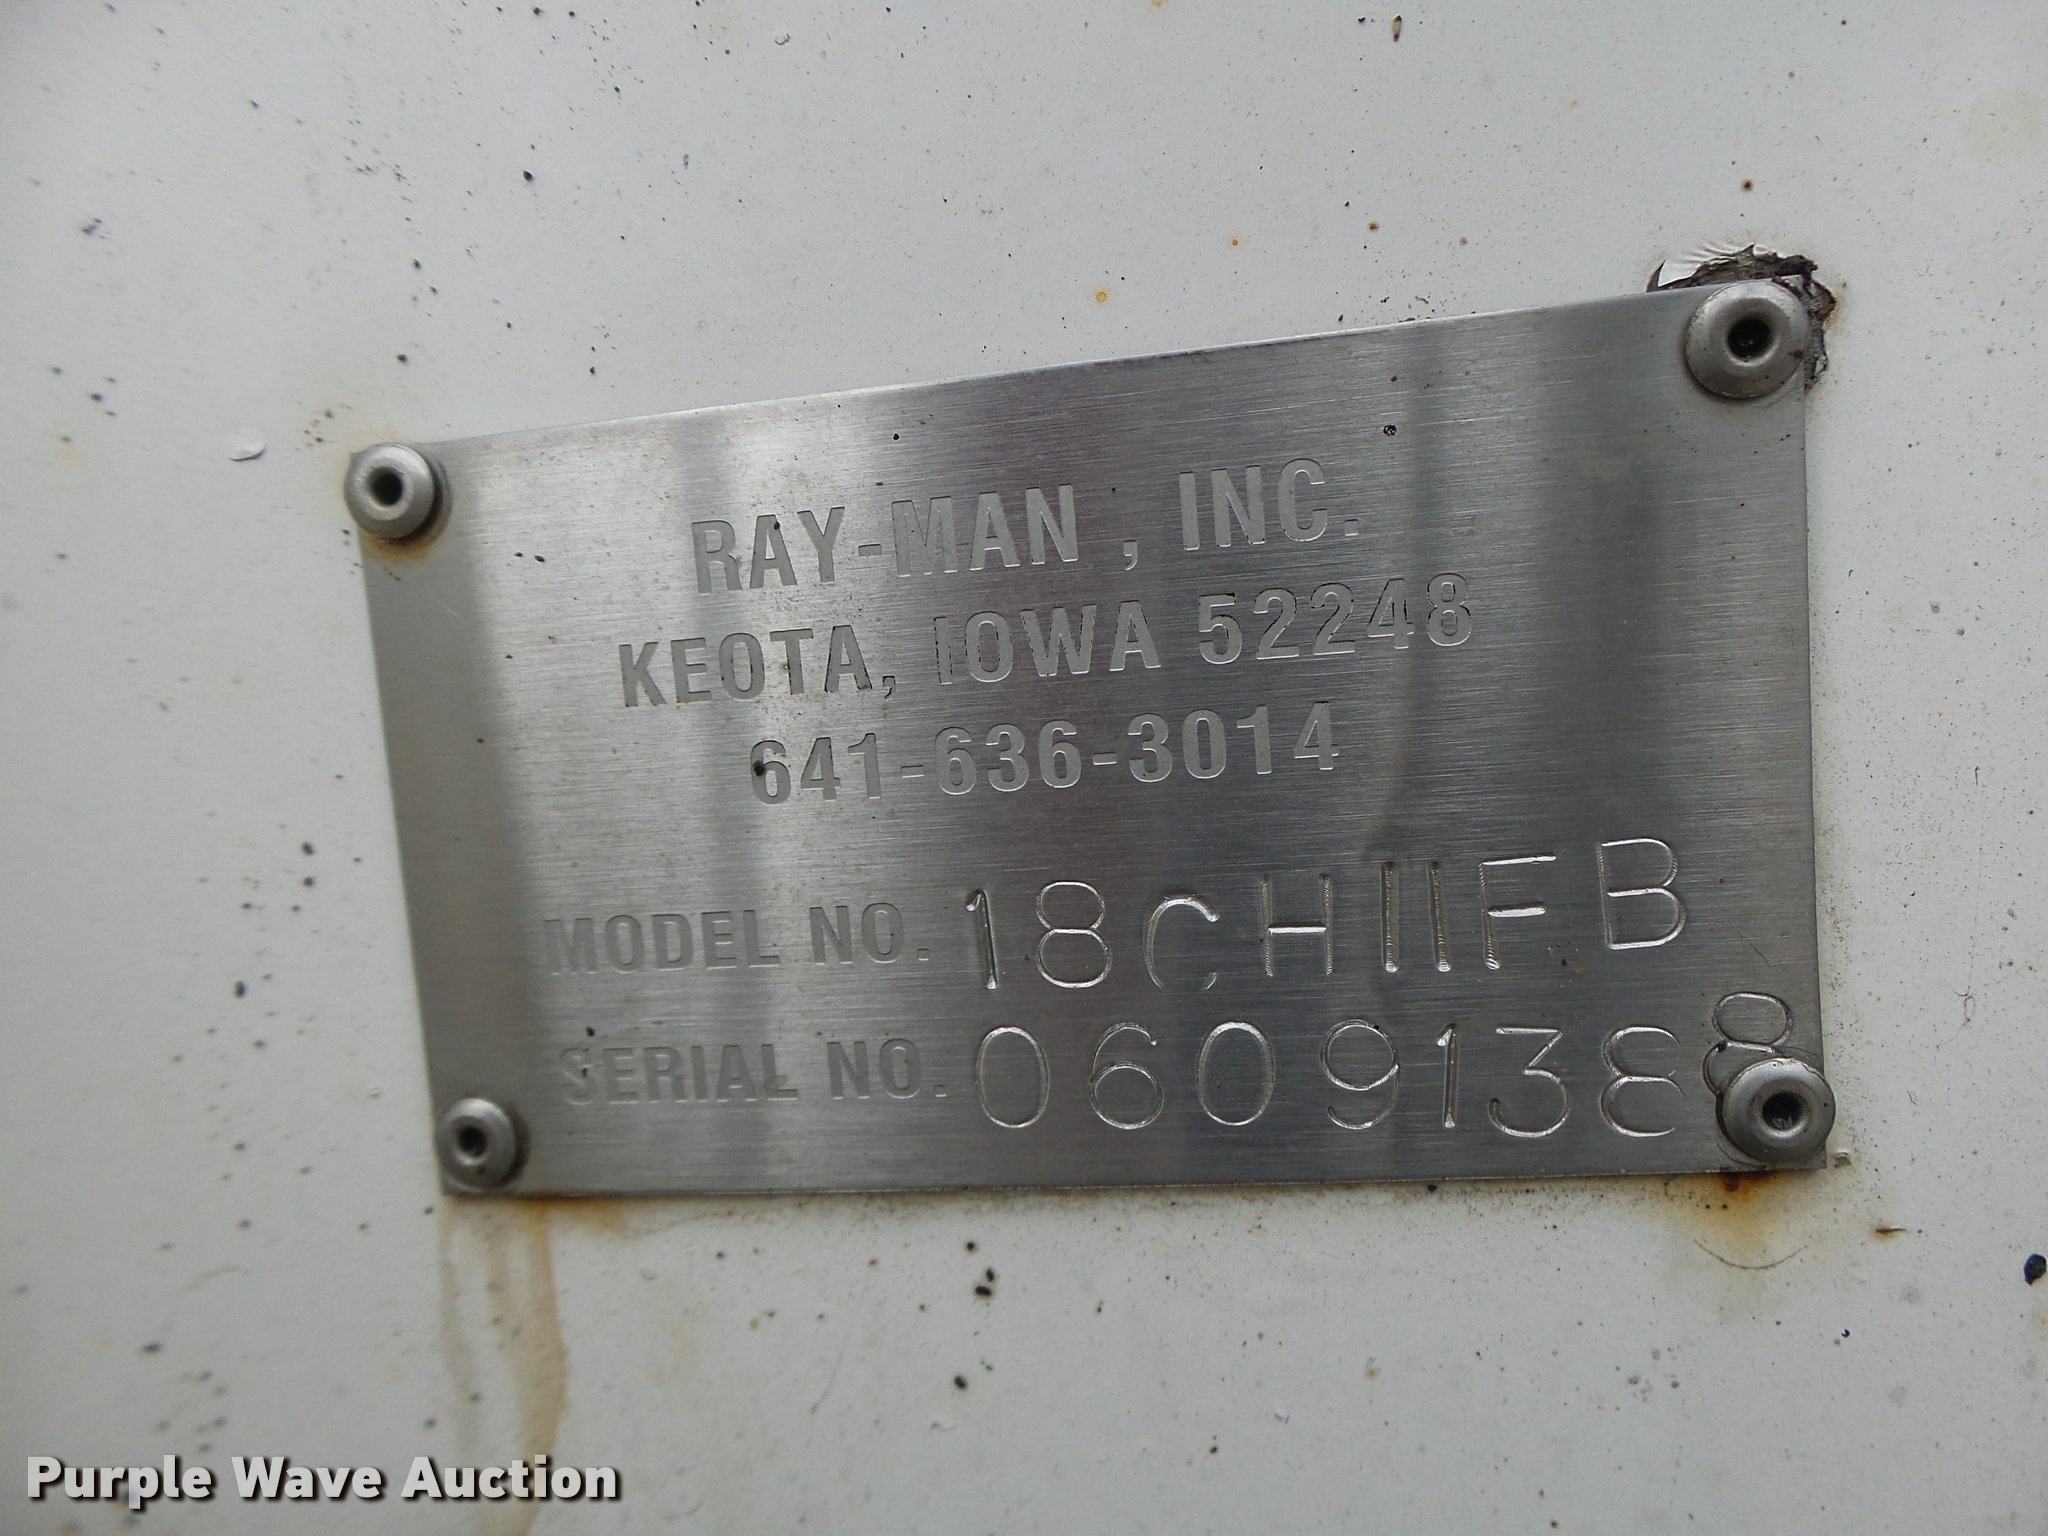 RAY-MAN , INC.
KEOTA, IOWA 52248
641-636-3014
MODEL NO. 18CHIIFB
SERIAL NO. 06091388
Purple Wave Auction